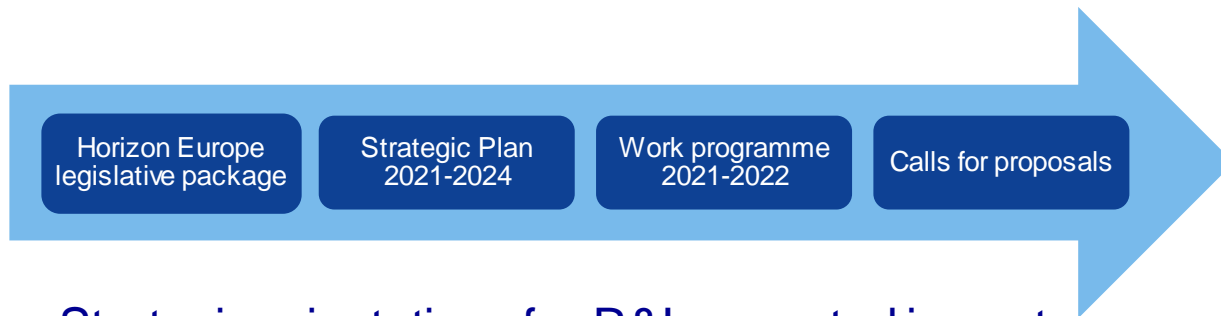 Horizon Europe
legislative package
Strategic Plan
2021-2024
Work programme
2021-2022
Calls for proposals